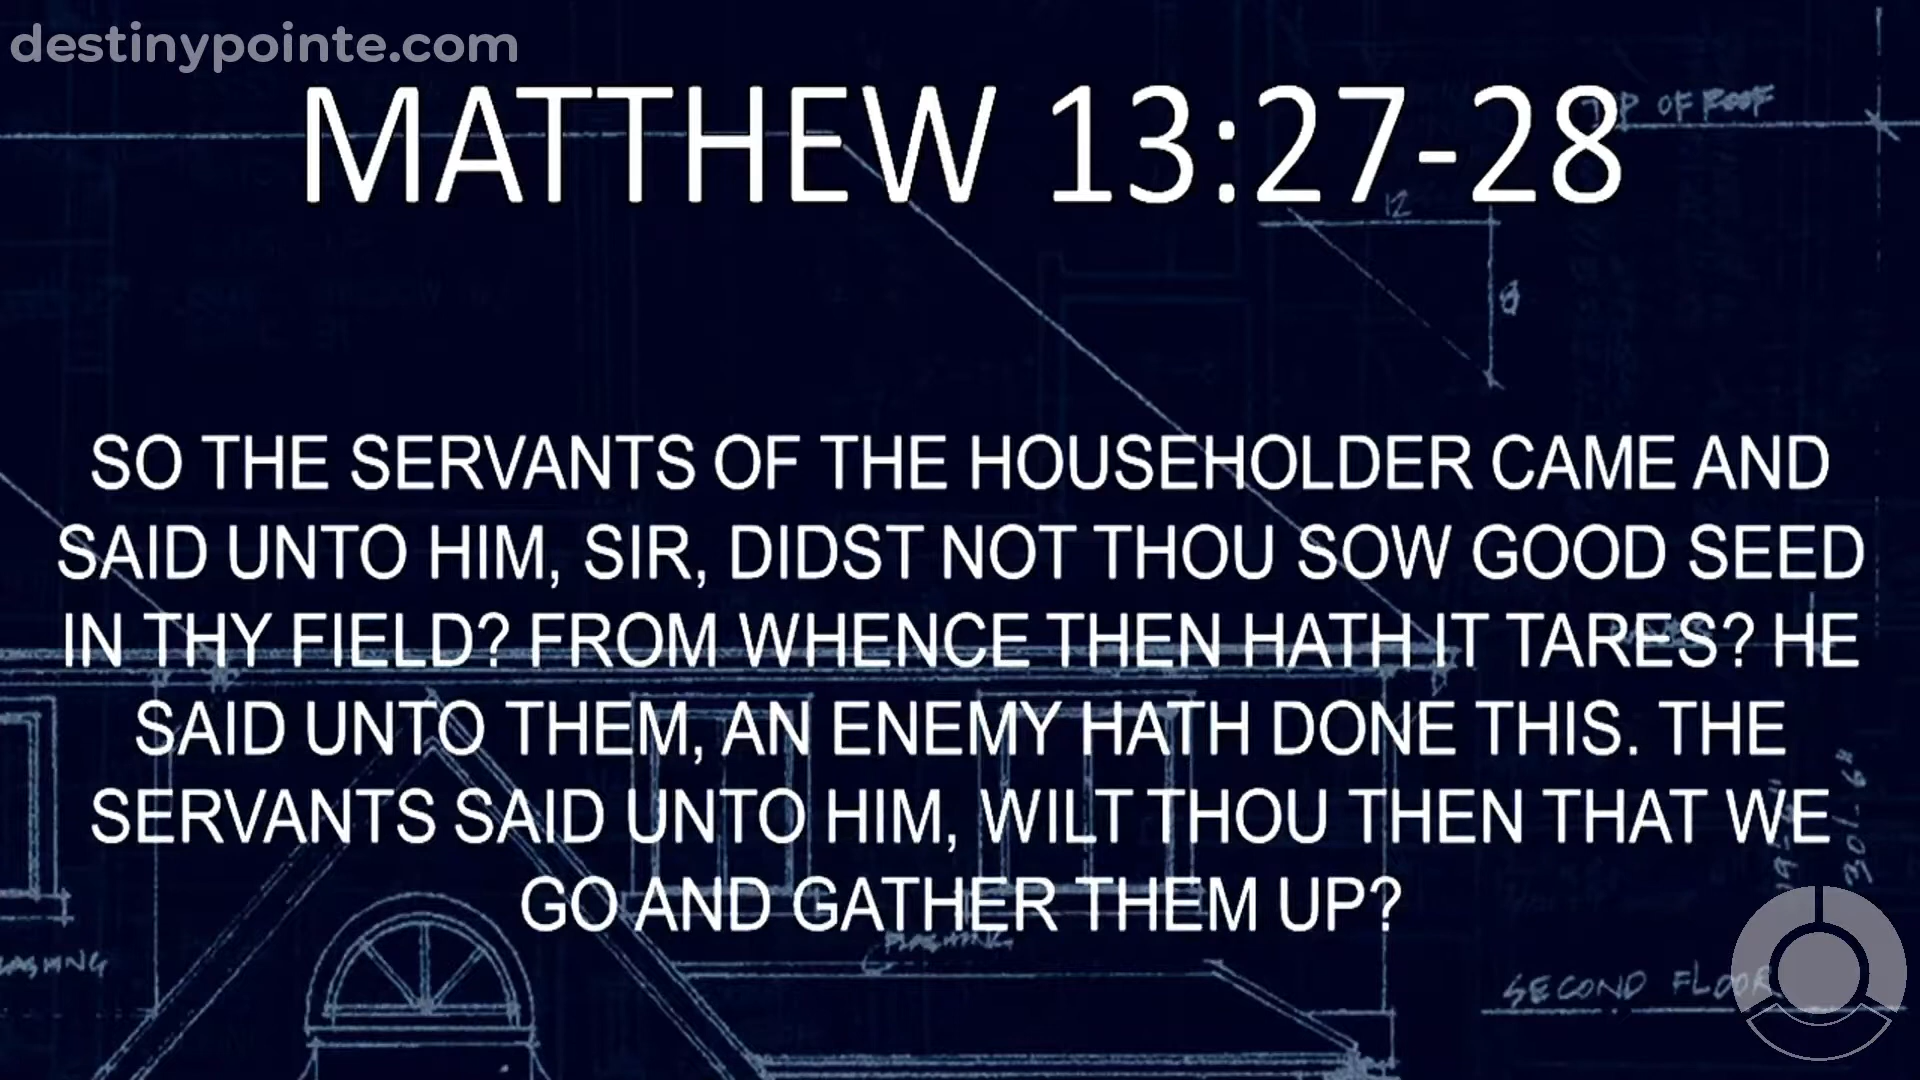 destinypointe.com
MATTHEW 13:27-28
OF ROOF
12
8
SO THE SERVANTS OF THE HOUSEHOLDER CAME AND
SAID UNTO HIM, SIR, DIDST NOT THOU SOW GOOD SEED
IN THY FIELD? FROM WHENCE THEN HATH IT TARES? HE
SAID UNTO THEM, AN ENEMY HATH DONE THIS. THE
SERVANTS SAID UNTO HIM, WILT THOU THEN THAT WE
GO AND GATHER THEM UP?
SECOND FLOOR